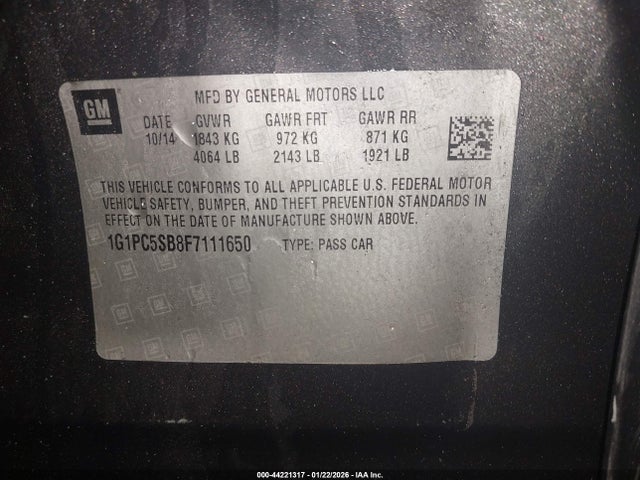 GM
MFD BY GENERAL MOTORS LLC
DATE GVWR GAWR FRT GAWR RR
10/14 1843 KG 972 KG 871 KG
4064 LB 2143 LB 1921 LB
THIS VEHICLE CONFORMS TO ALL APPLICABLE U.S. FEDERAL MOTOR
VEHICLE SAFETY, BUMPER, AND THEFT PREVENTION STANDARDS IN
EFFECT ON THE DATE OF MANUFACTURE SHOWN ABOVE.
1G1PC5SB8F7111650 TYPE: PASS CAR
000-44221317 - 01/22/2026 - IAA Inc.